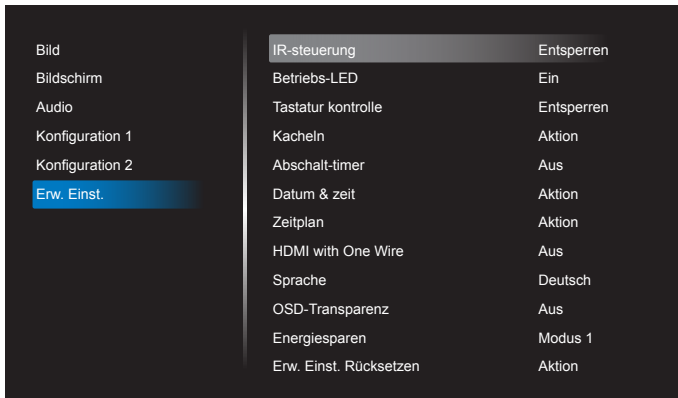 Bild
Bildschirm
Audio
Konfiguration 1
Konfiguration 2
Erw. Einst.
IR-steuerung Entsperren
Betriebs-LED Ein
Tastatur kontrolle Entsperren
Kacheln Aktion
Abschalt-timer Aus
Datum & zeit Aktion
Zeitplan Aktion
HDMI with One Wire Aus
Sprache Deutsch
OSD-Transparenz Aus
Energiesparen Modus 1
Erw. Einst. Rücksetzen Aktion